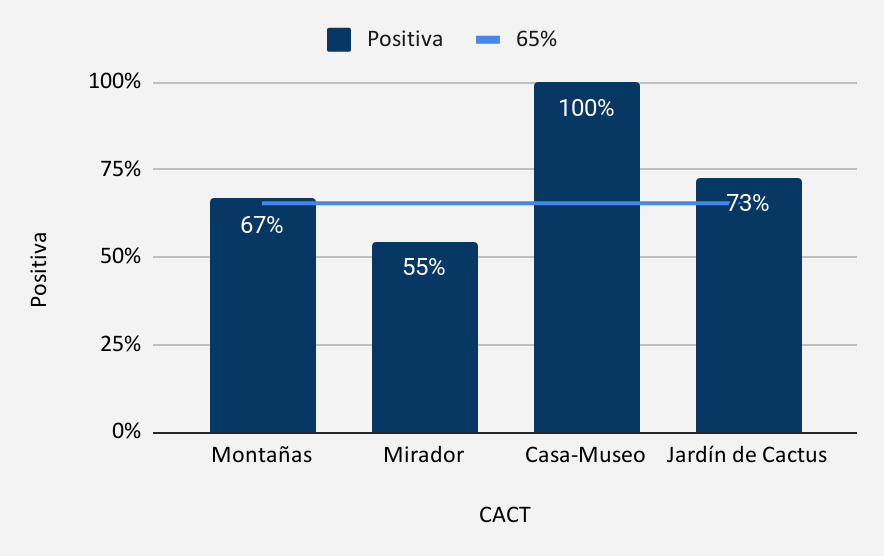 Positiva 65%
100%
75%
50%
25%
0%
Positiva
67%
55%
100%
73%
Montañas Mirador Casa-Museo Jardín de Cactus
CACT